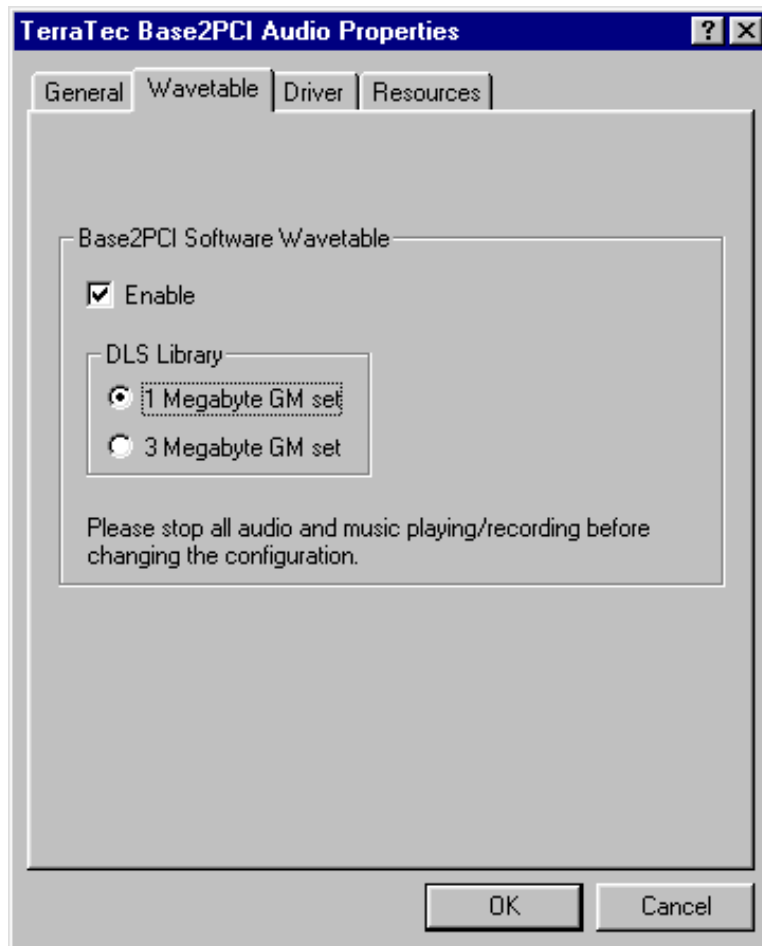 TerraTec Base2PCI Audio Properties
General Wavetable Driver Resources
Base2PCI Software Wavetable
Enable
DLS Library
1 Megabyte GM set
3 Megabyte GM set
Please stop all audio and music playing/recording before
changing the configuration.
OK Cancel